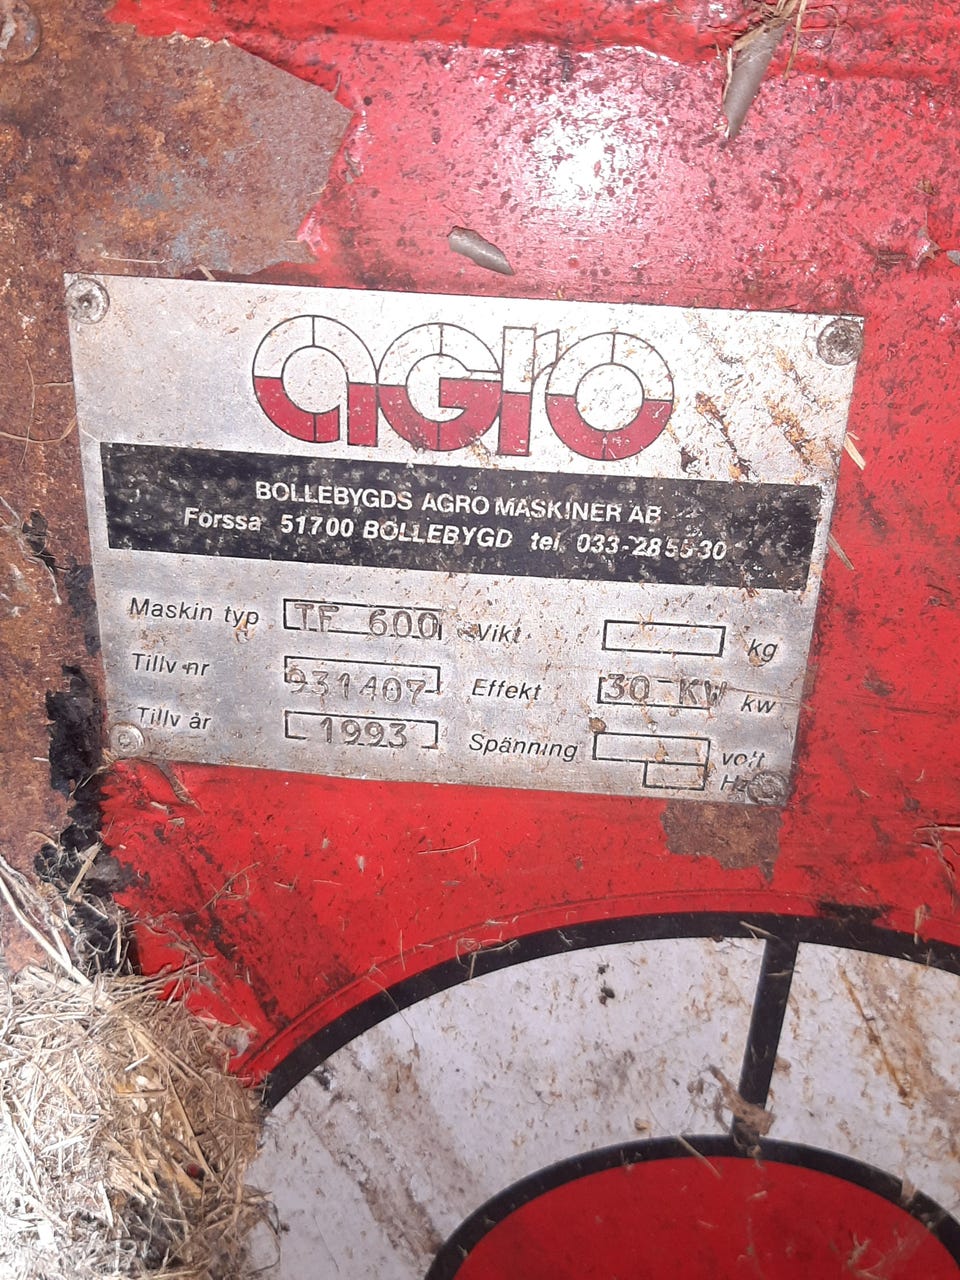 agro
BOLLEBYGDS AGRO MASKINER AB
Forssa 51700 BOLLEBYGD tel. 033-285530
Maskin typ TF 600 Vikt kg
Tillv nr 931407 Effekt 30 KW kw
Tillv år 1993 Spänning volt
Hz